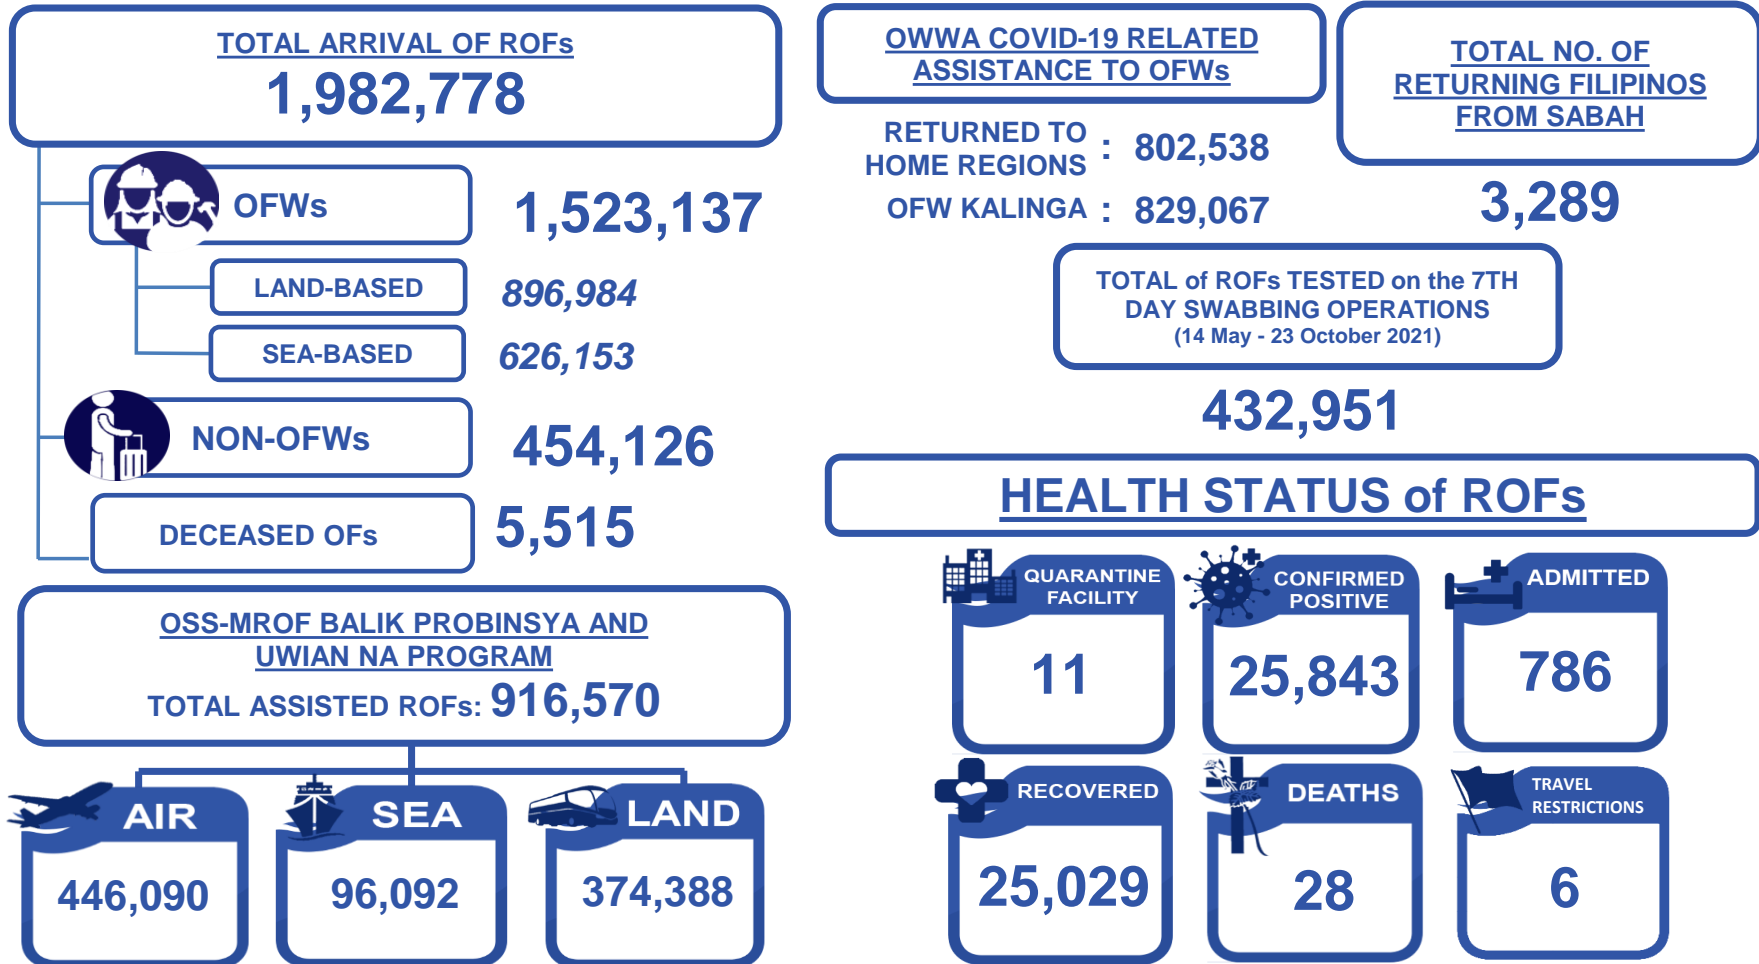 TOTAL ARRIVAL OF ROFs
1,982,778
OFWs
1,523,137
LAND-BASED
896,984
SEA-BASED
626,153
NON-OFWs
454,126
DECEASED OFs
5,515
OSS-MROF BALIK PROBINSYA AND
UWIAN NA PROGRAM
TOTAL ASSISTED ROFs: 916,570
AIR
446,090
SEA
96,092
LAND
374,388
OWWA COVID-19 RELATED
ASSISTANCE TO OFWs
RETURNED TO
HOME REGIONS : 802,538
OFW KALINGA : 829,067
TOTAL NO. OF
RETURNING FILIPINOS
FROM SABAH
3,289
TOTAL of ROFs TESTED on the 7TH
DAY SWABBING OPERATIONS
(14 May - 23 October 2021)
432,951
HEALTH STATUS of ROFs
QUARANTINE
FACILITY
11
CONFIRMED
POSITIVE
25,843
ADMITTED
786
RECOVERED
25,029
DEATHS
28
TRAVEL
RESTRICTIONS
6